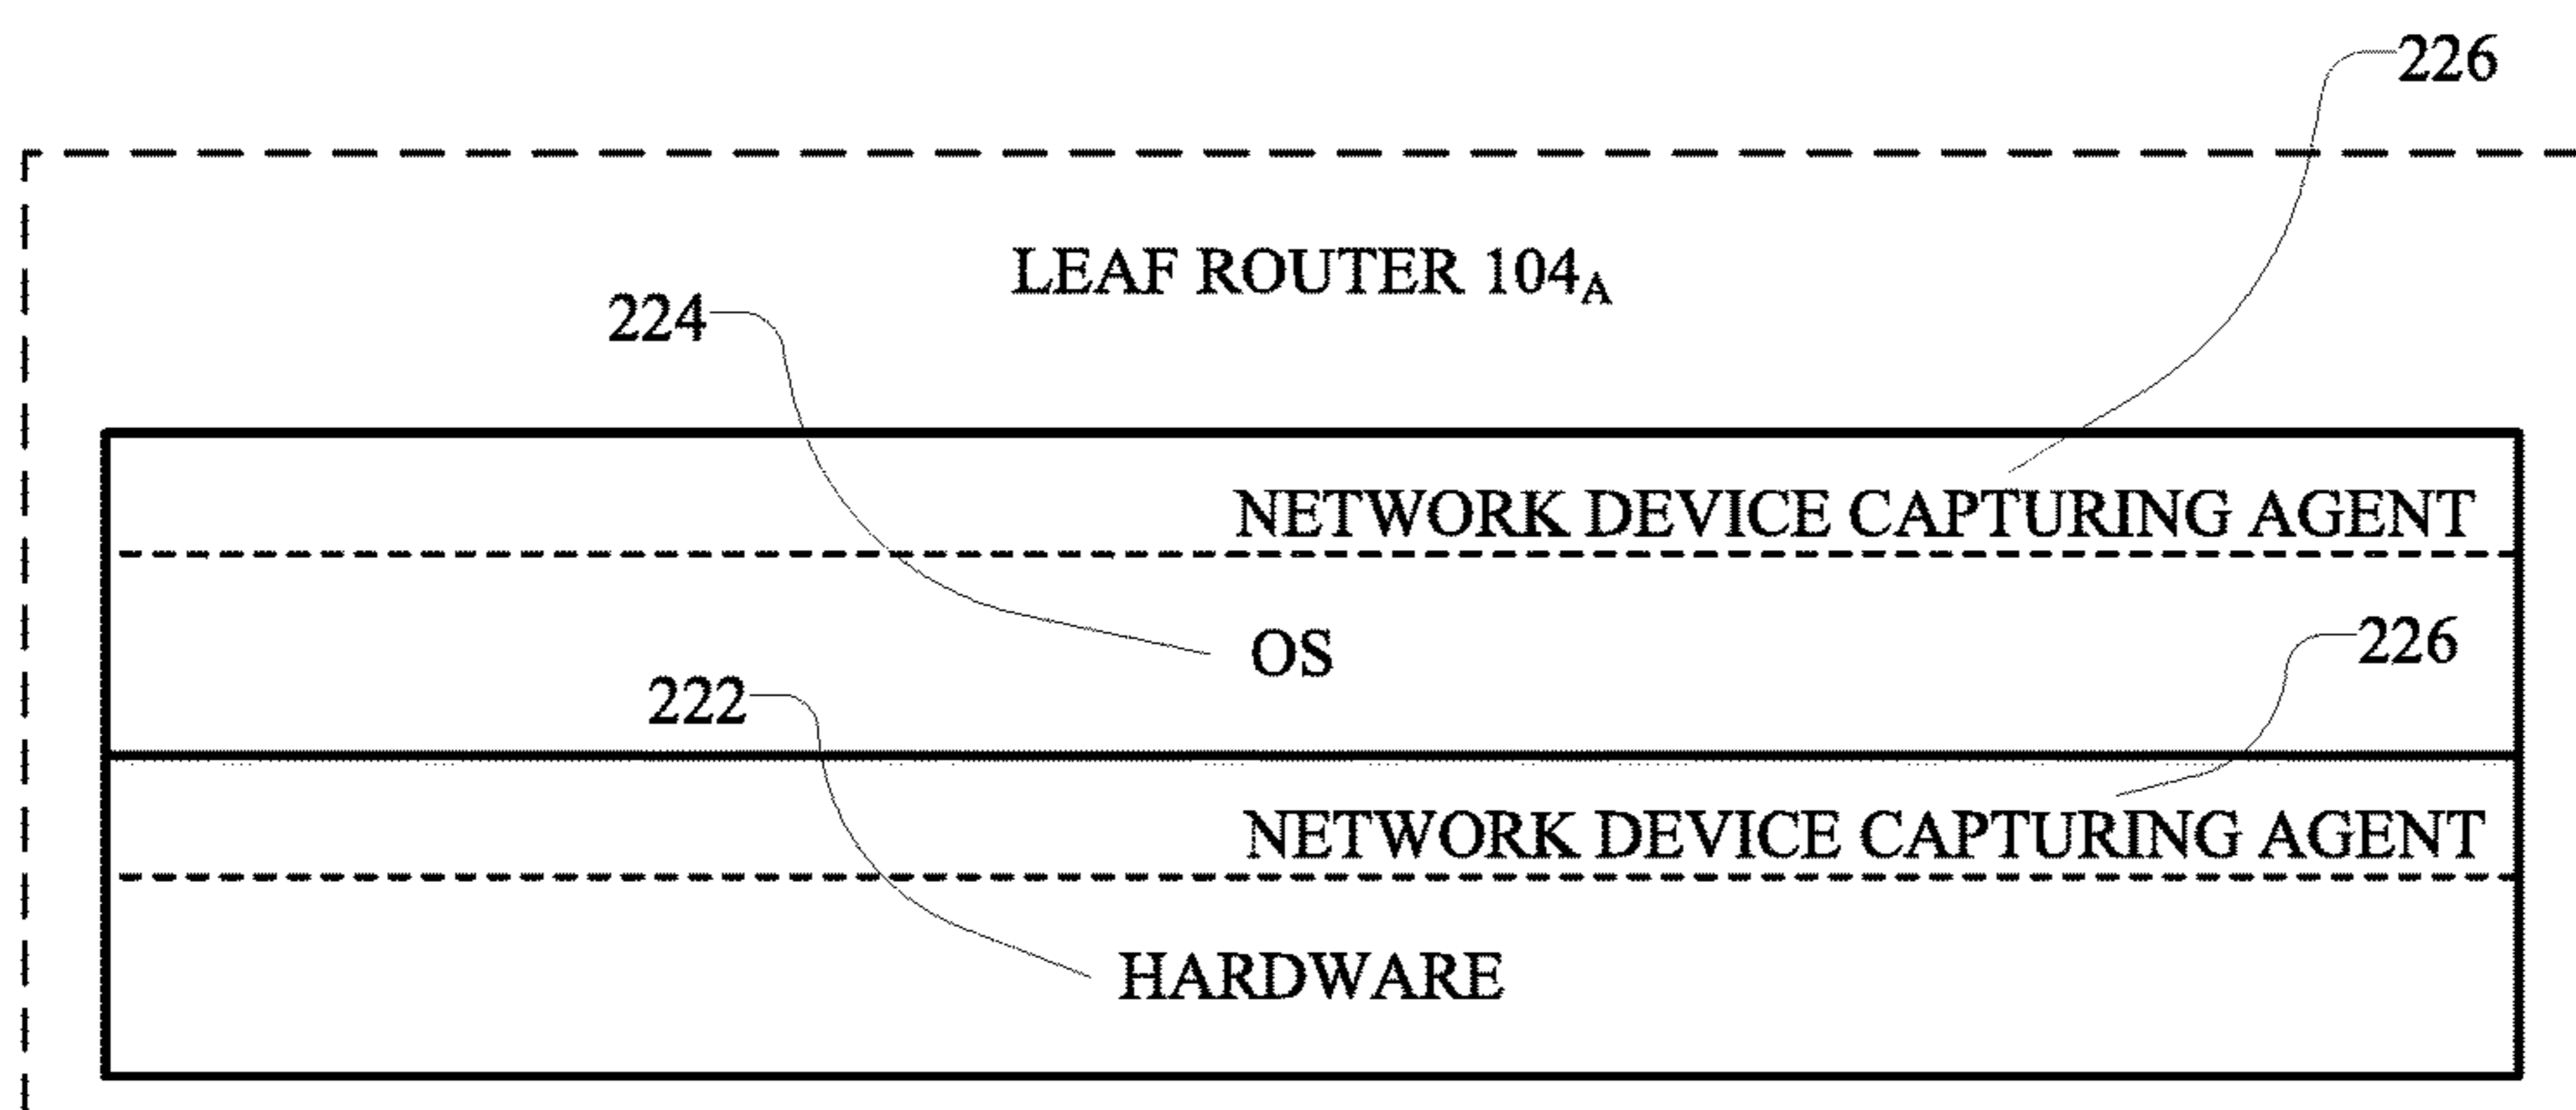 226
LEAF ROUTER 104A
224
NETWORK DEVICE CAPTURING AGENT
OS
226
222
NETWORK DEVICE CAPTURING AGENT
HARDWARE